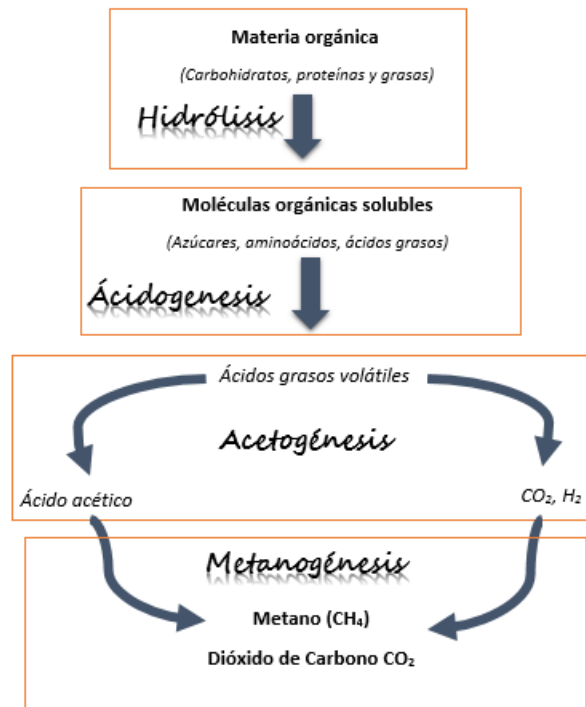 Materia orgánica
(Carbohidratos, proteínas y grasas)
Hidrólisis
Moléculas orgánicas solubles
(Azúcares, aminoácidos, ácidos grasos)
Ácidogenesis
Ácidos grasos volátiles
Acetogénesis
Ácido acético
CO₂, H₂
Metanogénesis
Metano (CH₄)
Dióxido de Carbono CO₂